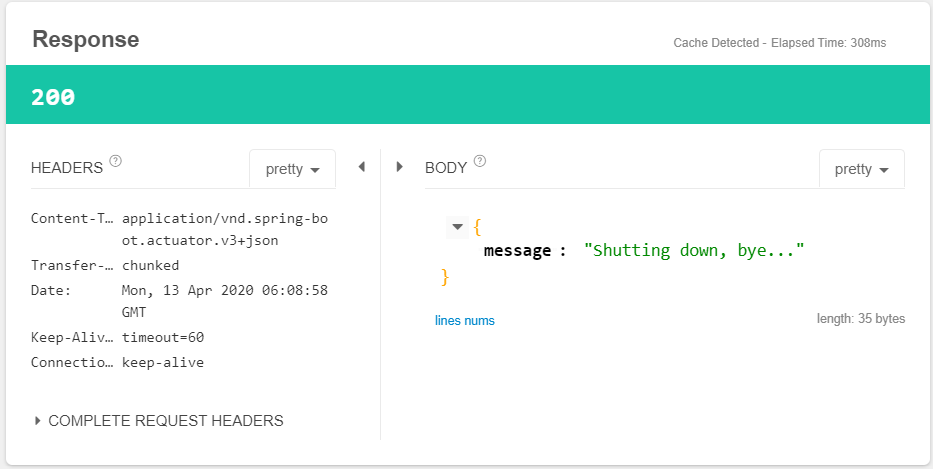 Response
Cache Detected - Elapsed Time: 308ms
200
HEADERS ?
pretty
Content-T… application/vnd.spring-bo
ot.actuator.v3+json
Transfer-… chunked
Date: Mon, 13 Apr 2020 06:08:58
GMT
Keep-Aliv… timeout=60
Connectio… keep-alive
COMPLETE REQUEST HEADERS
BODY ?
pretty
{
message : "Shutting down, bye..."
}
lines nums
length: 35 bytes